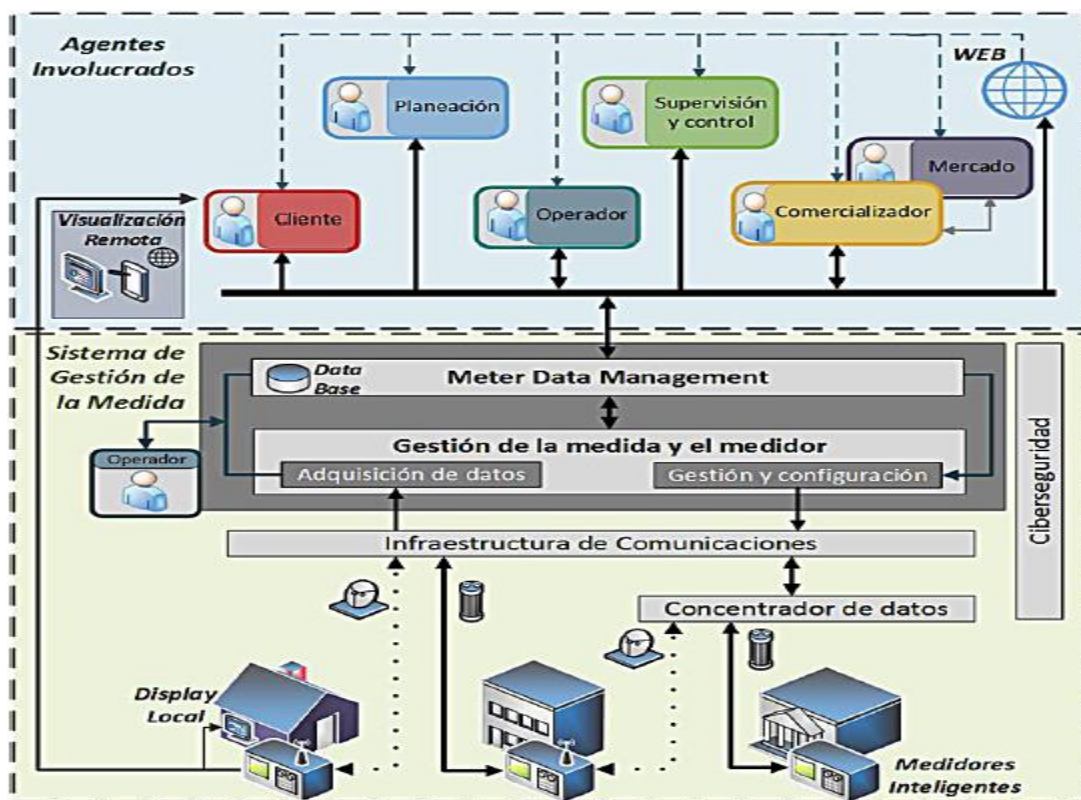 Agentes
Involucrados
WEB
Planeación
Supervisión
y control
Mercado
Cliente
Operador
Comercializador
Visualización
Remota
Sistema de
Gestión de
la Medida
Data
Base
Meter Data Management
Gestión de la medida y el medidor
Operador
Adquisición de datos
Gestión y configuración
Ciberseguridad
Infraestructura de Comunicaciones
Concentrador de datos
Display
Local
Medidores
Inteligentes